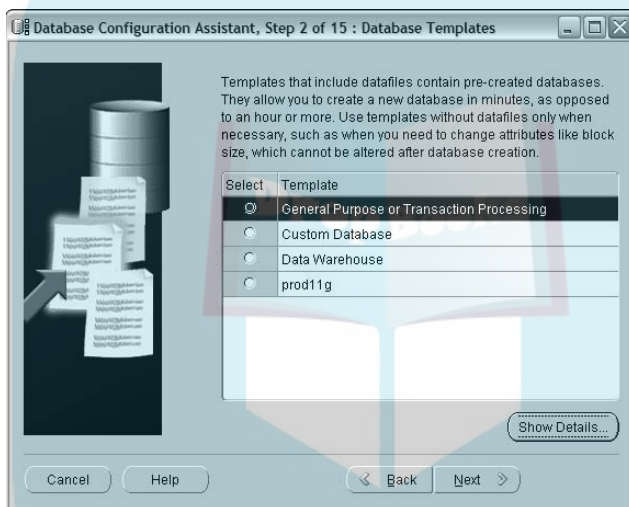 Database Configuration Assistant, Step 2 of 15 : Database Templates
Templates that include datafiles contain pre-created databases.
They allow you to create a new database in minutes, as opposed
to an hour or more. Use templates without datafiles only when
necessary, such as when you need to change attributes like block
size, which cannot be altered after database creation.
Select Template
General Purpose or Transaction Processing
Custom Database
Data Warehouse
prod11g
Show Details...
Cancel Help Back Next